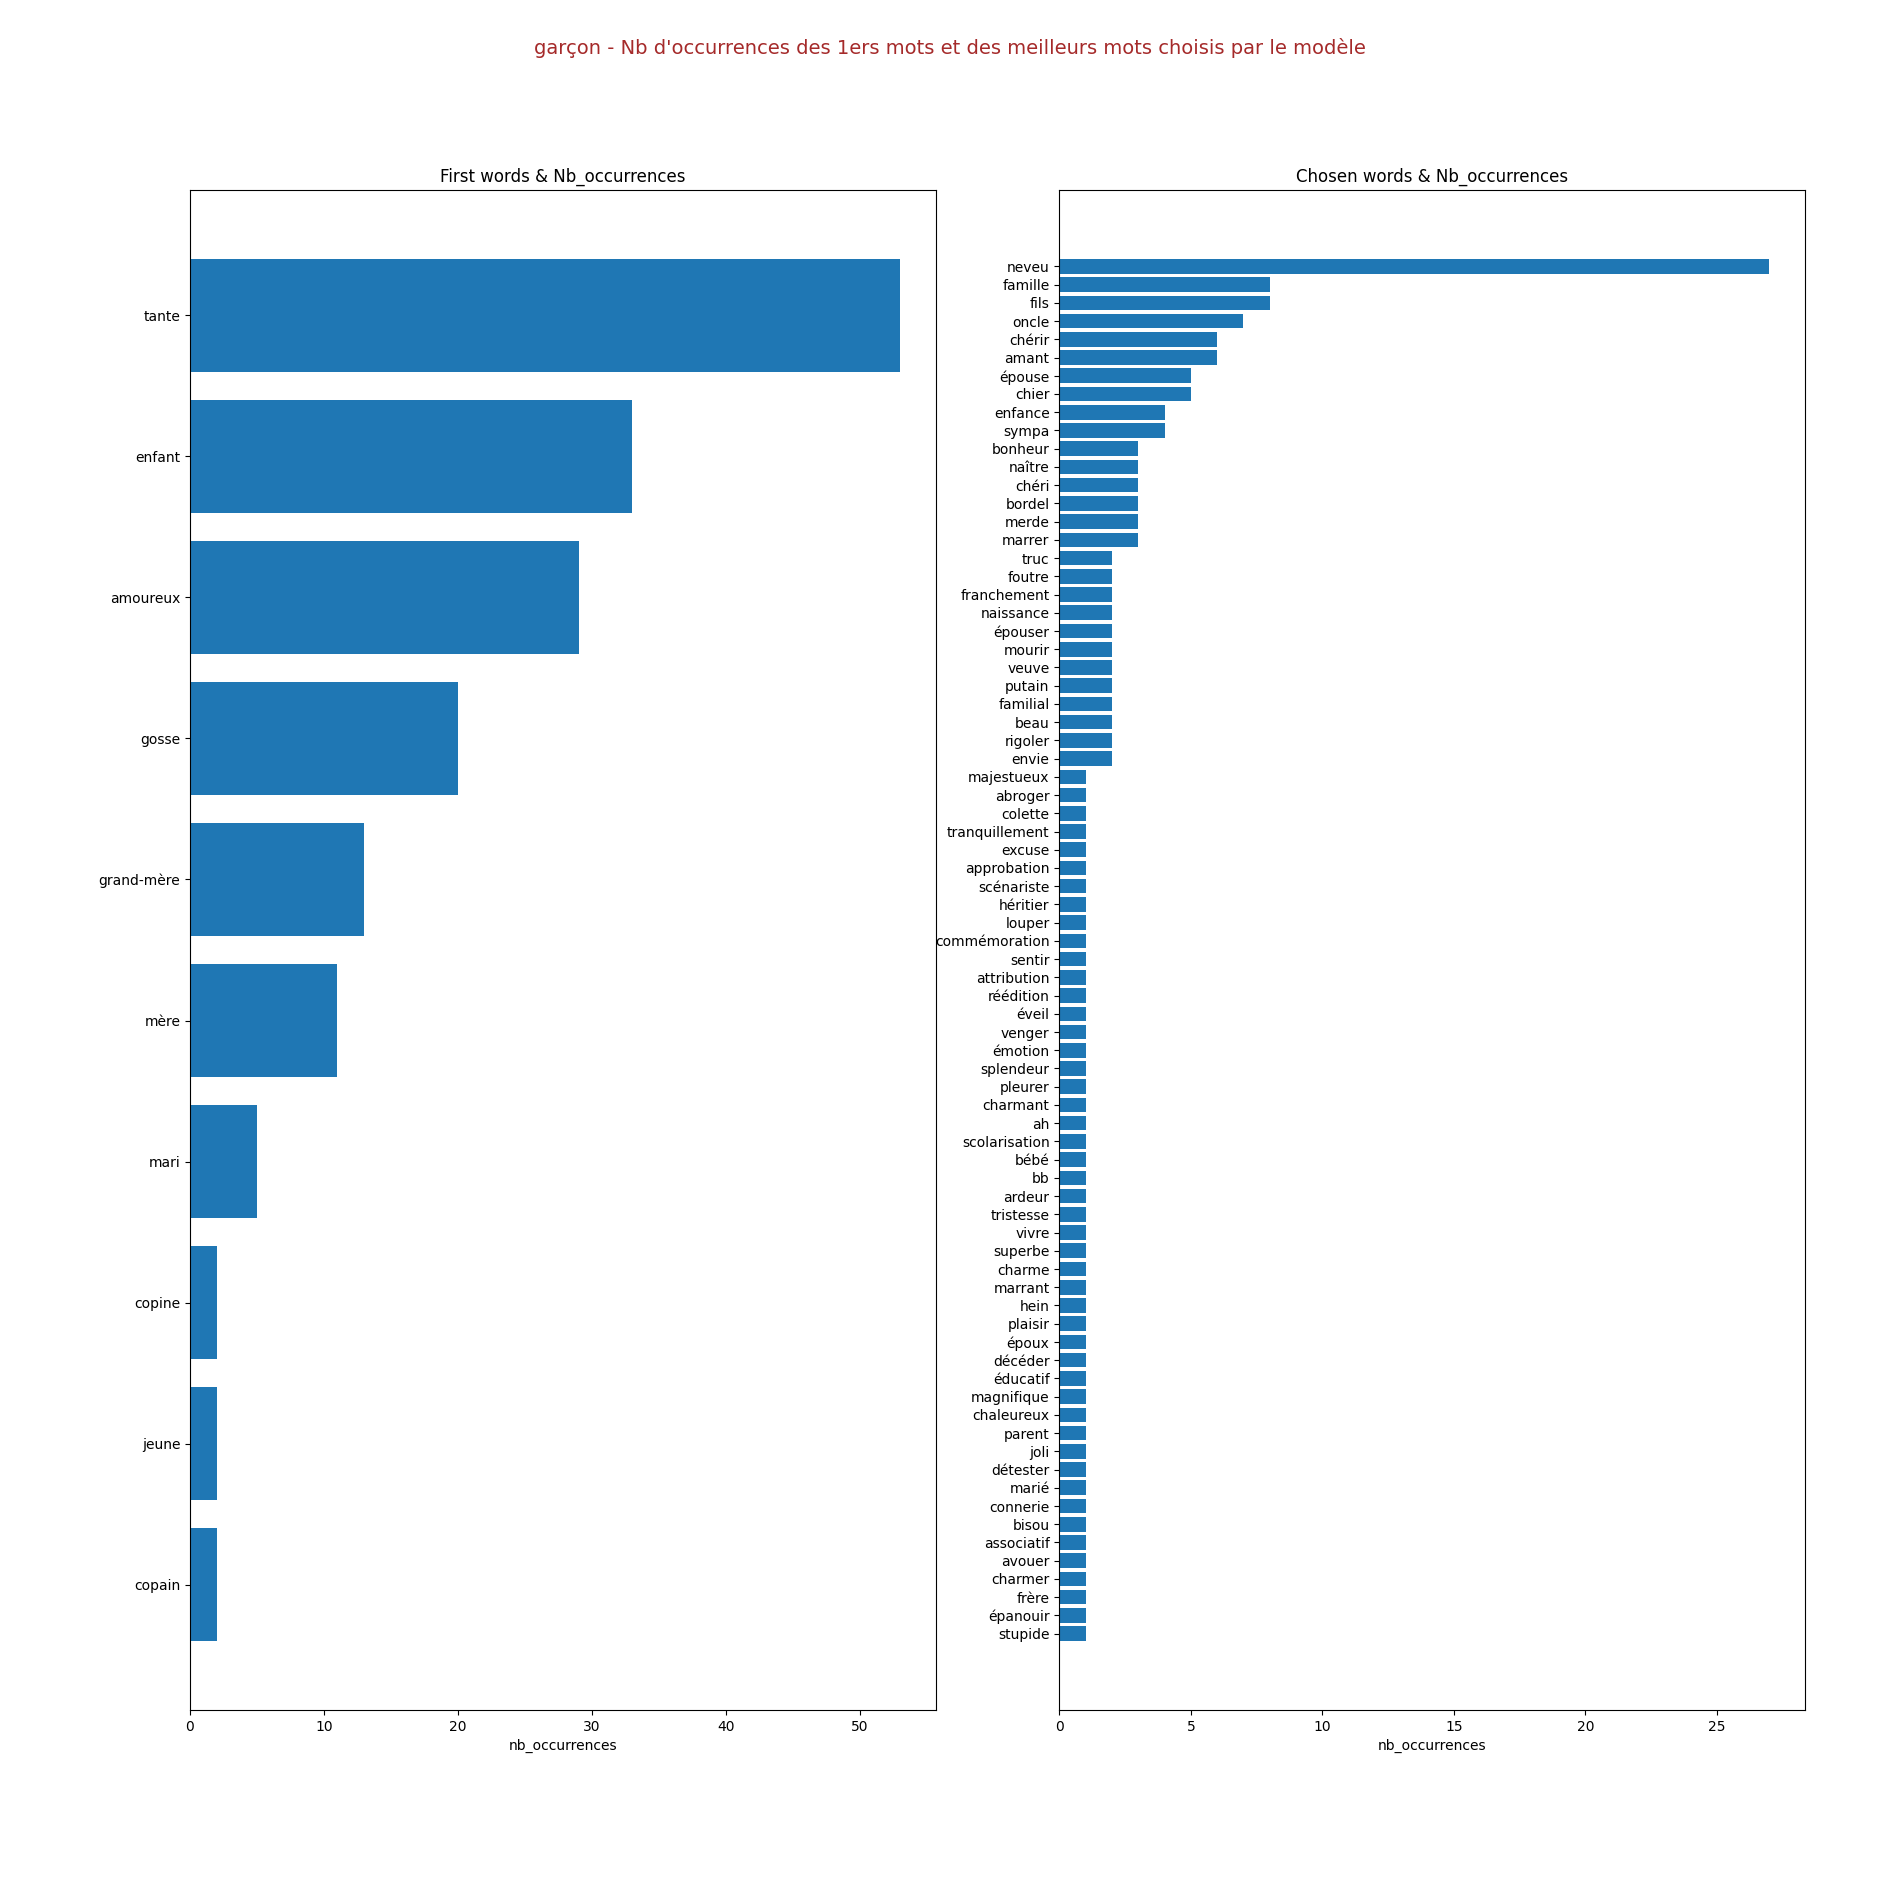 garçon - Nb d'occurrences des 1ers mots et des meilleurs mots choisis par le modèle
First words & Nb_occurrences
tante
enfant
amoureux
gosse
grand-mère
mère
mari
copine
jeune
copain
0 10 20 30 40 50
nb_occurrences
Chosen words & Nb_occurrences
neveu
famille
fils
oncle
chérir
amant
épouse
chier
enfance
sympa
bonheur
naître
chéri
bordel
merde
marrer
truc
foutre
franchement
naissance
épouser
mourir
veuve
putain
familial
beau
rigoler
envie
majestueux
abroger
colette
tranquillement
excuse
approbation
scénariste
héritier
louper
commémoration
sentir
attribution
réédition
éveil
venger
émotion
splendeur
pleurer
charmant
ah
scolarisation
bébé
bb
ardeur
tristesse
vivre
superbe
charme
marrant
hein
plaisir
époux
décéder
éducatif
magnifique
chaleureux
parent
joli
détester
marié
connerie
bisou
associatif
avouer
charmer
frère
épanouir
stupide
0 5 10 15 20 25
nb_occurrences